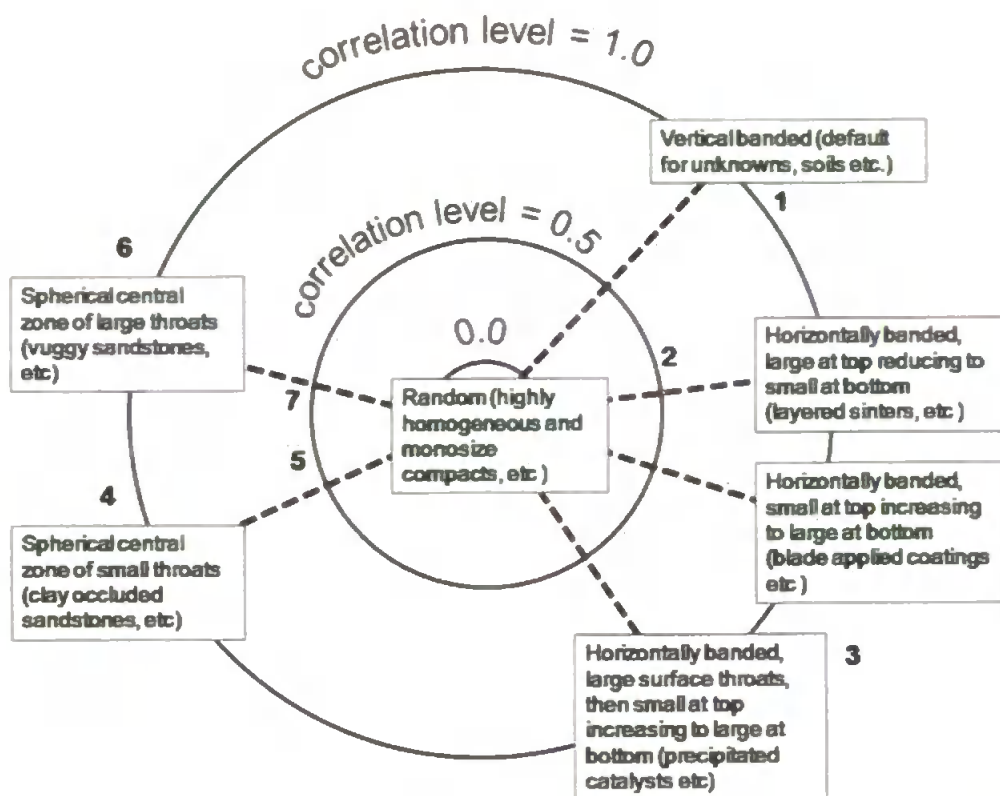 correlation level = 1.0
Vertical banded (default
for unknowns, soils etc.)
1
correlation level = 0.5
6
Spherical central
zone of large throats
(vuggy sandstones,
etc)
0.0
2
Horizontally banded,
large at top reducing to
small at bottom
(layered sinters, etc )
7
Random (highly
homogeneous and
monosize
compacts, etc )
5
4
Horizontally banded,
small at top increasing
to large at bottom
(blade applied coatings
etc )
Spherical central
zone of small throats
(clay occluded
sandstones, etc)
3
Horizontally banded,
large surface throats,
then small at top
increasing to large at
bottom (precipitated
catalysts etc)